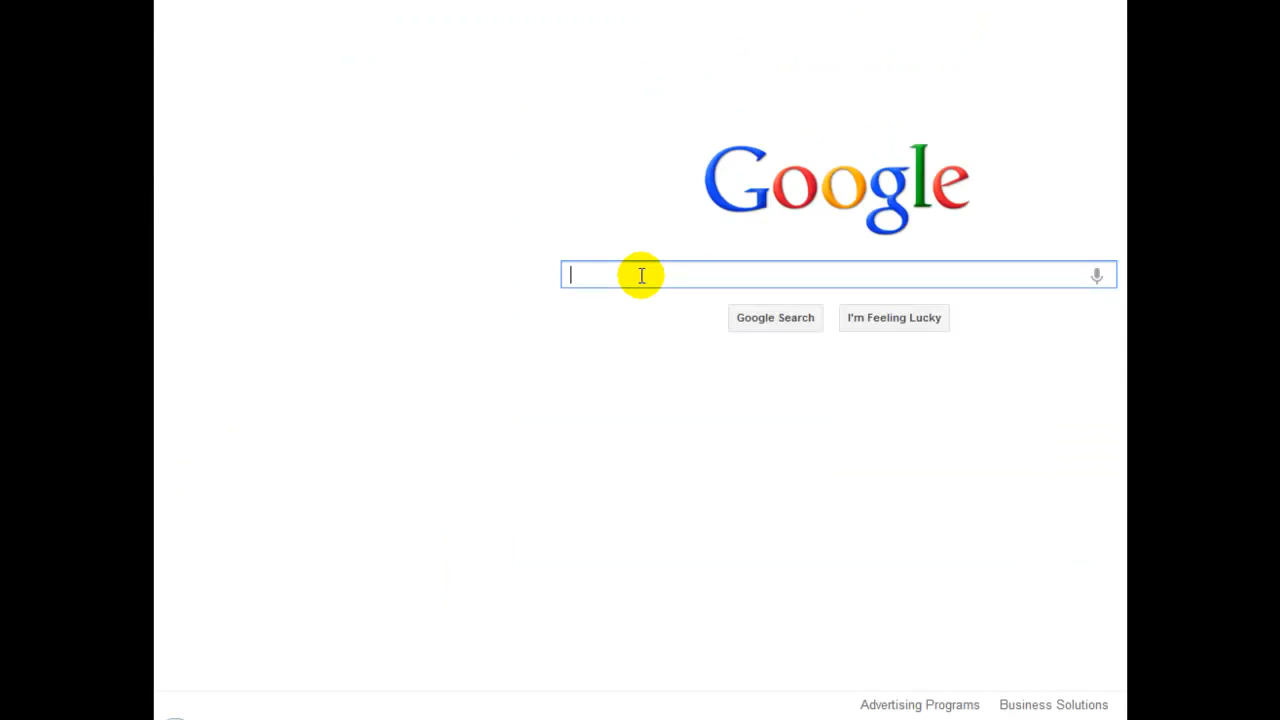 Google
Google Search
I'm Feeling Lucky
Advertising Programs
Business Solutions